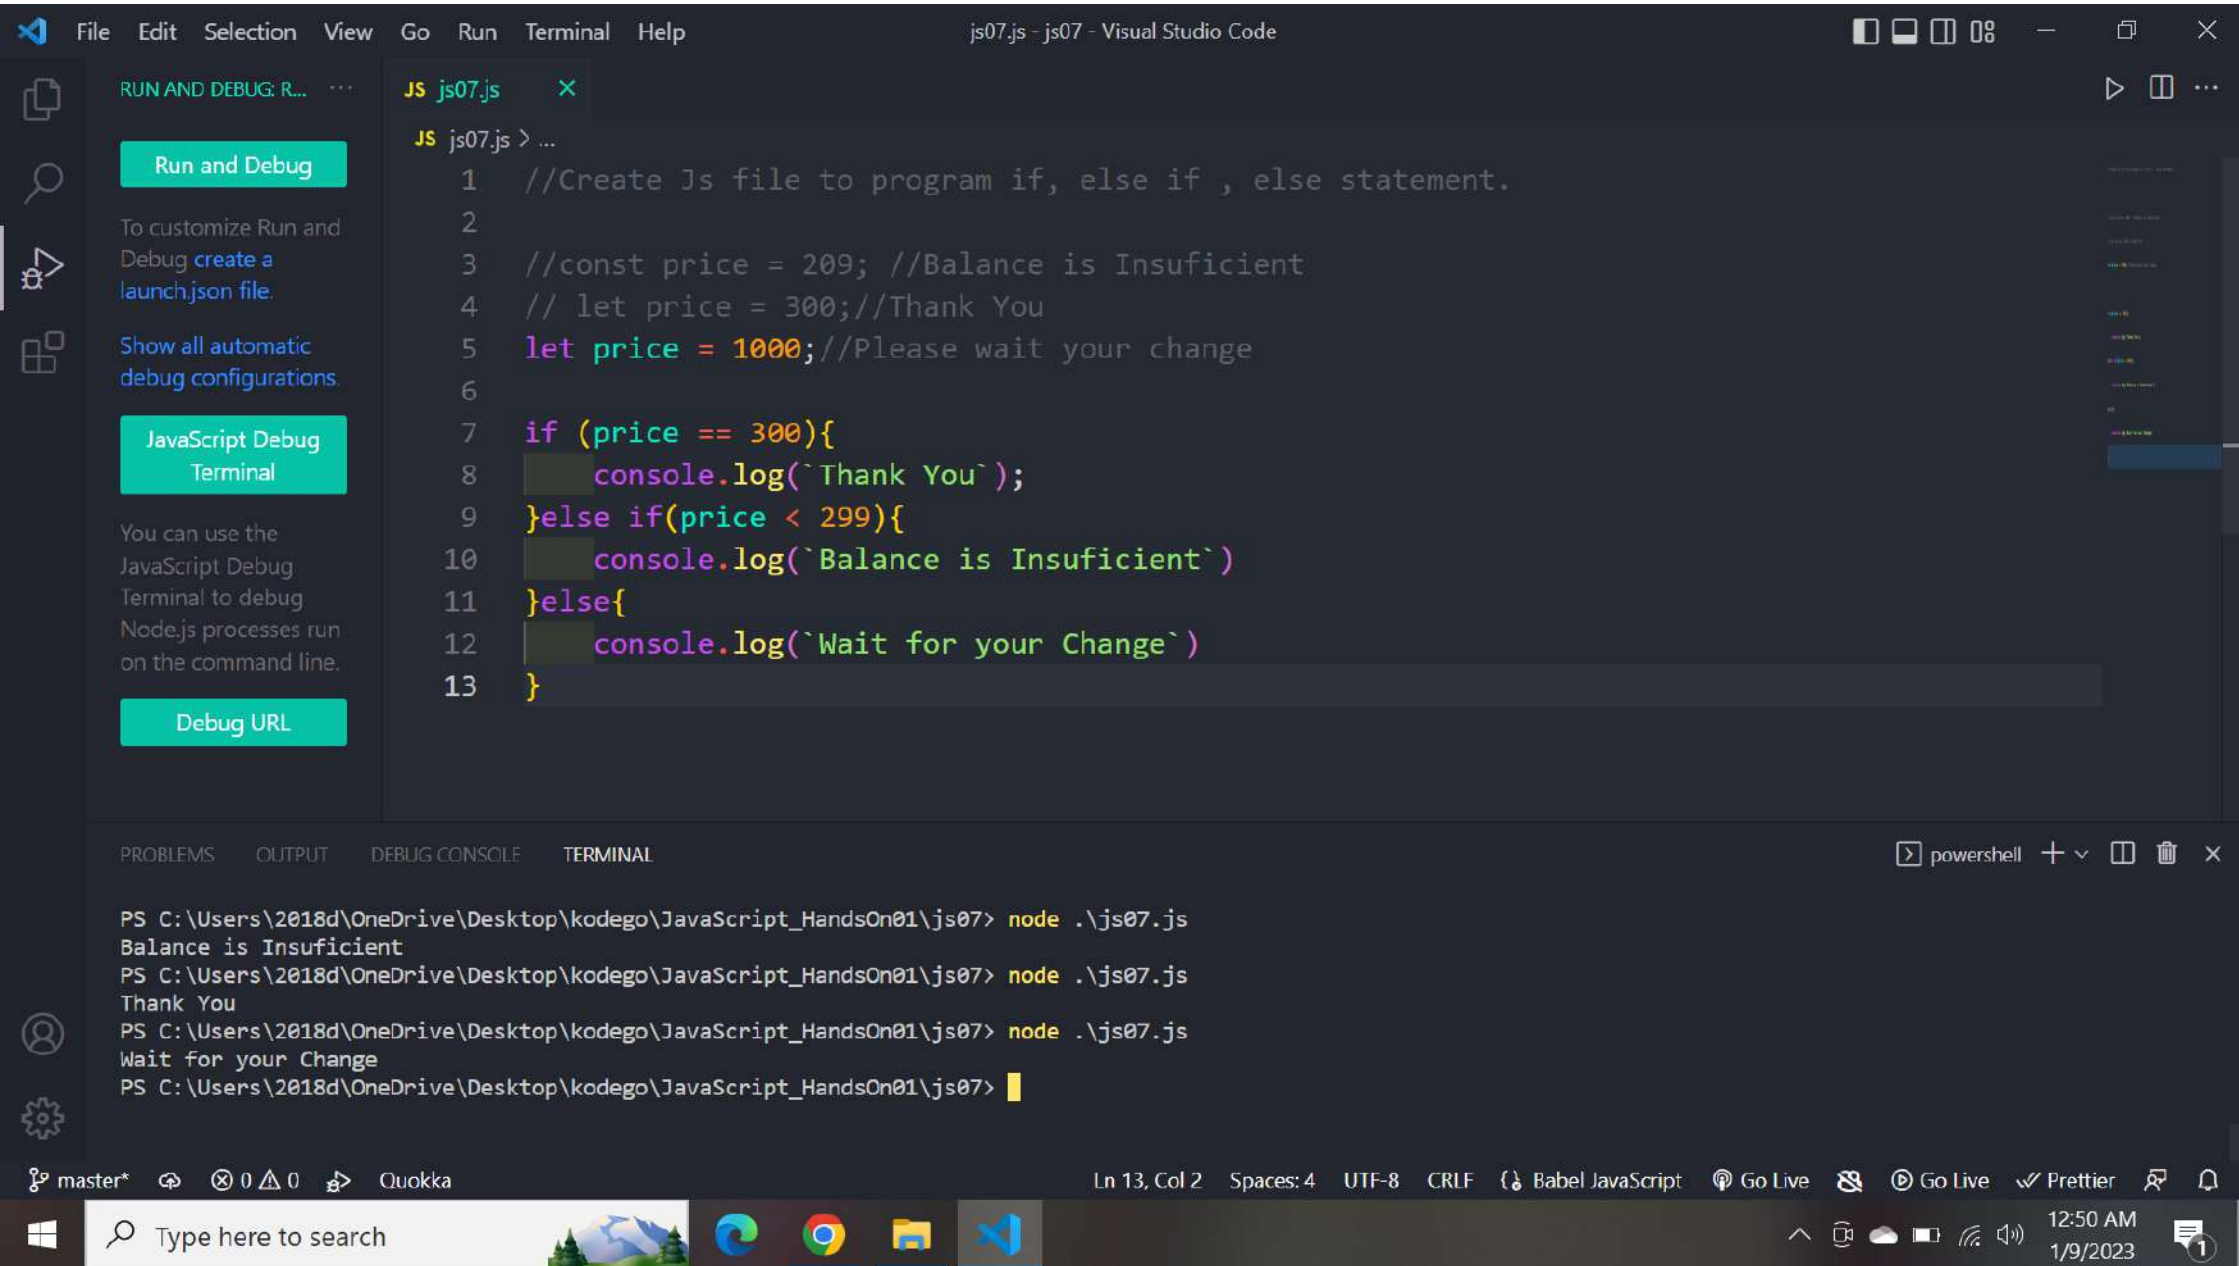 File Edit Selection View Go Run Terminal Help js07.js - js07 - Visual Studio Code
RUN AND DEBUG: R... ...
JS js07.js ×
JS js07.js > ...
Run and Debug
To customize Run and
Debug create a
launch.json file.
Show all automatic
debug configurations.
JavaScript Debug
Terminal
You can use the
JavaScript Debug
Terminal to debug
Node.js processes run
on the command line.
Debug URL
1 //Create Js file to program if, else if , else statement.
2
3 //const price = 209; //Balance is Insuficient
4 // let price = 300;//Thank You
5 let price = 1000;//Please wait your change
6
7 if (price == 300){
8 console.log(`Thank You`);
9 }else if(price < 299){
10 console.log(`Balance is Insuficient`)
11 }else{
12 console.log(`Wait for your Change`)
13 }
PROBLEMS OUTPUT DEBUG CONSOLE TERMINAL powershell
PS C:\Users\2018d\OneDrive\Desktop\kodego\JavaScript_HandsOn01\js07> node .\js07.js
Balance is Insuficient
PS C:\Users\2018d\OneDrive\Desktop\kodego\JavaScript_HandsOn01\js07> node .\js07.js
Thank You
PS C:\Users\2018d\OneDrive\Desktop\kodego\JavaScript_HandsOn01\js07> node .\js07.js
Wait for your Change
PS C:\Users\2018d\OneDrive\Desktop\kodego\JavaScript_HandsOn01\js07>
master* 0 0 Quokka Ln 13, Col 2 Spaces: 4 UTF-8 CRLF Babel JavaScript Go Live Go Live Prettier
Type here to search
12:50 AM
1/9/2023
1